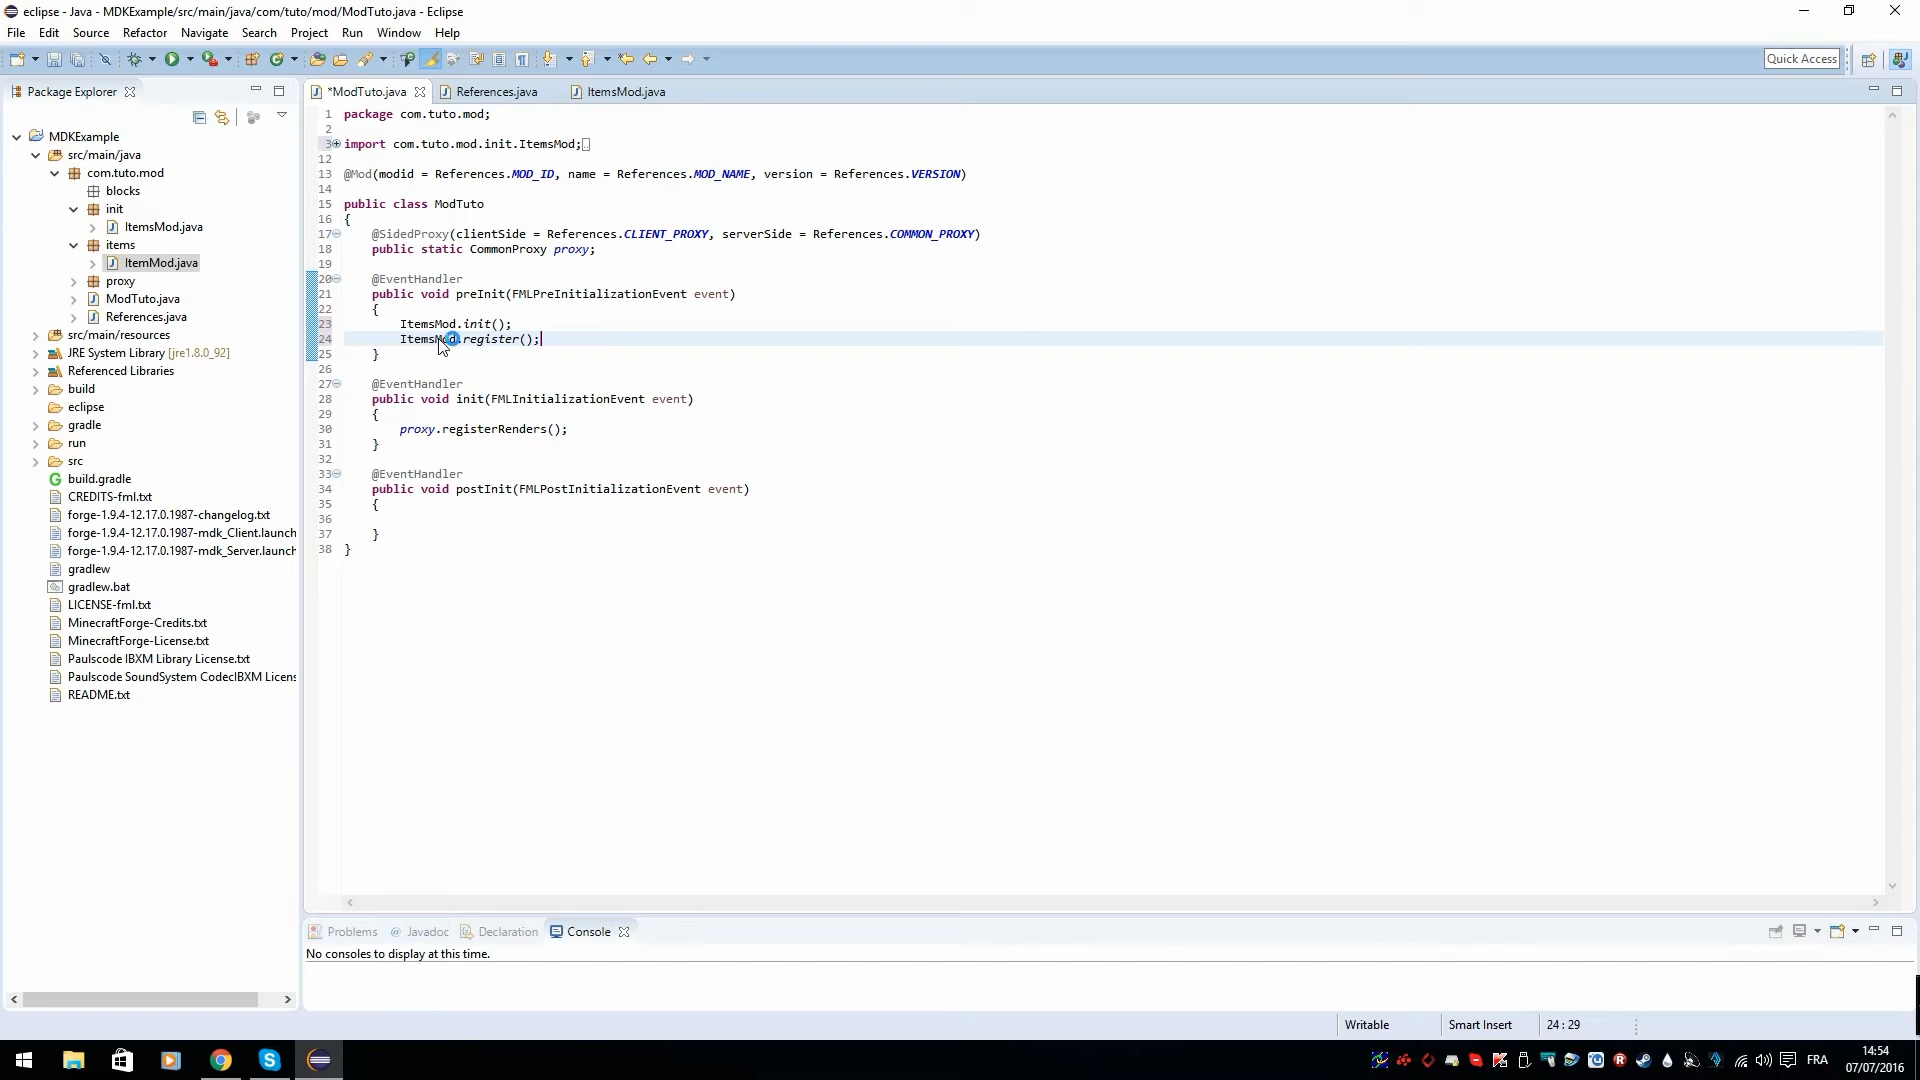 eclipse - Java - MDKExample/src/main/java/com/tuto/mod/ModTuto.java - Eclipse
File Edit Source Refactor Navigate Search Project Run Window Help
Quick Access
Package Explorer
*ModTuto.java References.java ItemsMod.java
MDKExample
src/main/java
com.tuto.mod
blocks
init
ItemsMod.java
items
ItemMod.java
proxy
ModTuto.java
References.java
src/main/resources
JRE System Library [jre1.8.0_92]
Referenced Libraries
build
eclipse
gradle
run
src
build.gradle
CREDITS-fml.txt
forge-1.9.4-12.17.0.1987-changelog.txt
forge-1.9.4-12.17.0.1987-mdk_Client.launch
forge-1.9.4-12.17.0.1987-mdk_Server.launch
gradlew
gradlew.bat
LICENSE-fml.txt
MinecraftForge-Credits.txt
MinecraftForge-License.txt
Paulscode IBXM Library License.txt
Paulscode SoundSystem CodecIBXM Licens
README.txt
1 package com.tuto.mod;
2
3 import com.tuto.mod.init.ItemsMod;
12
13 @Mod(modid = References.MOD_ID, name = References.MOD_NAME, version = References.VERSION)
14
15 public class ModTuto
16 {
17 @SidedProxy(clientSide = References.CLIENT_PROXY, serverSide = References.COMMON_PROXY)
18 public static CommonProxy proxy;
19
20 @EventHandler
21 public void preInit(FMLPreInitializationEvent event)
22 {
23 ItemsMod.init();
24 ItemsMod.register();
25 }
26
27 @EventHandler
28 public void init(FMLInitializationEvent event)
29 {
30 proxy.registerRenders();
31 }
32
33 @EventHandler
34 public void postInit(FMLPostInitializationEvent event)
35 {
36
37 }
38 }
Problems @ Javadoc Declaration Console
No consoles to display at this time.
Writable Smart Insert 24 : 29
FRA
14:54
07/07/2016